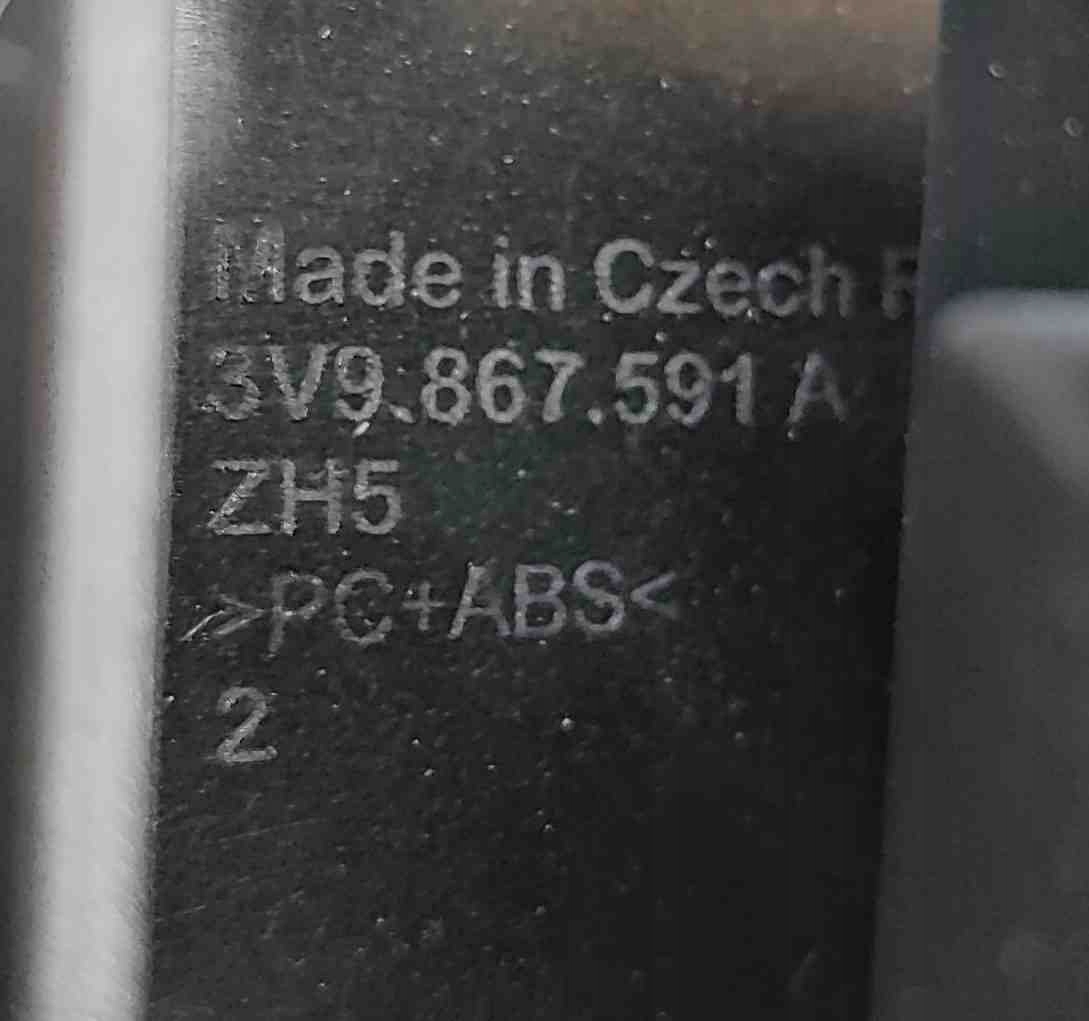 Made in Czech R
3V9.867.591 A
ZH5
>PC+ABS<
2